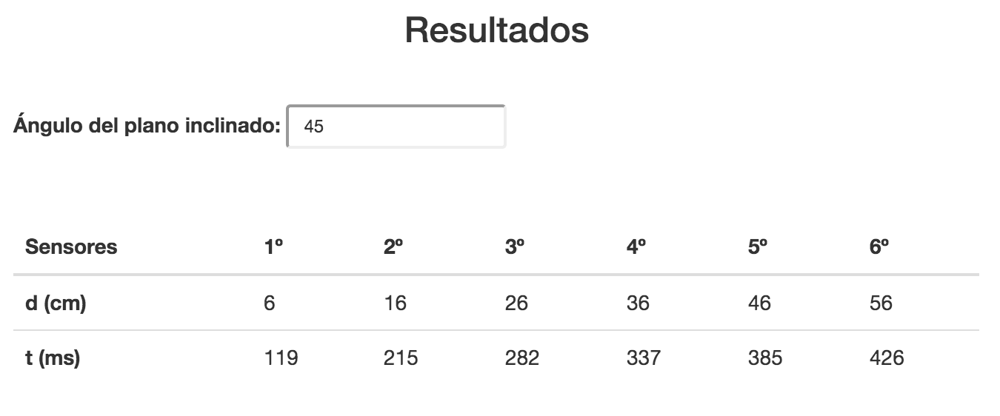 Resultados
Ángulo del plano inclinado: 45
Sensores 1º 2º 3º 4º 5º 6º
d (cm) 6 16 26 36 46 56
t (ms) 119 215 282 337 385 426